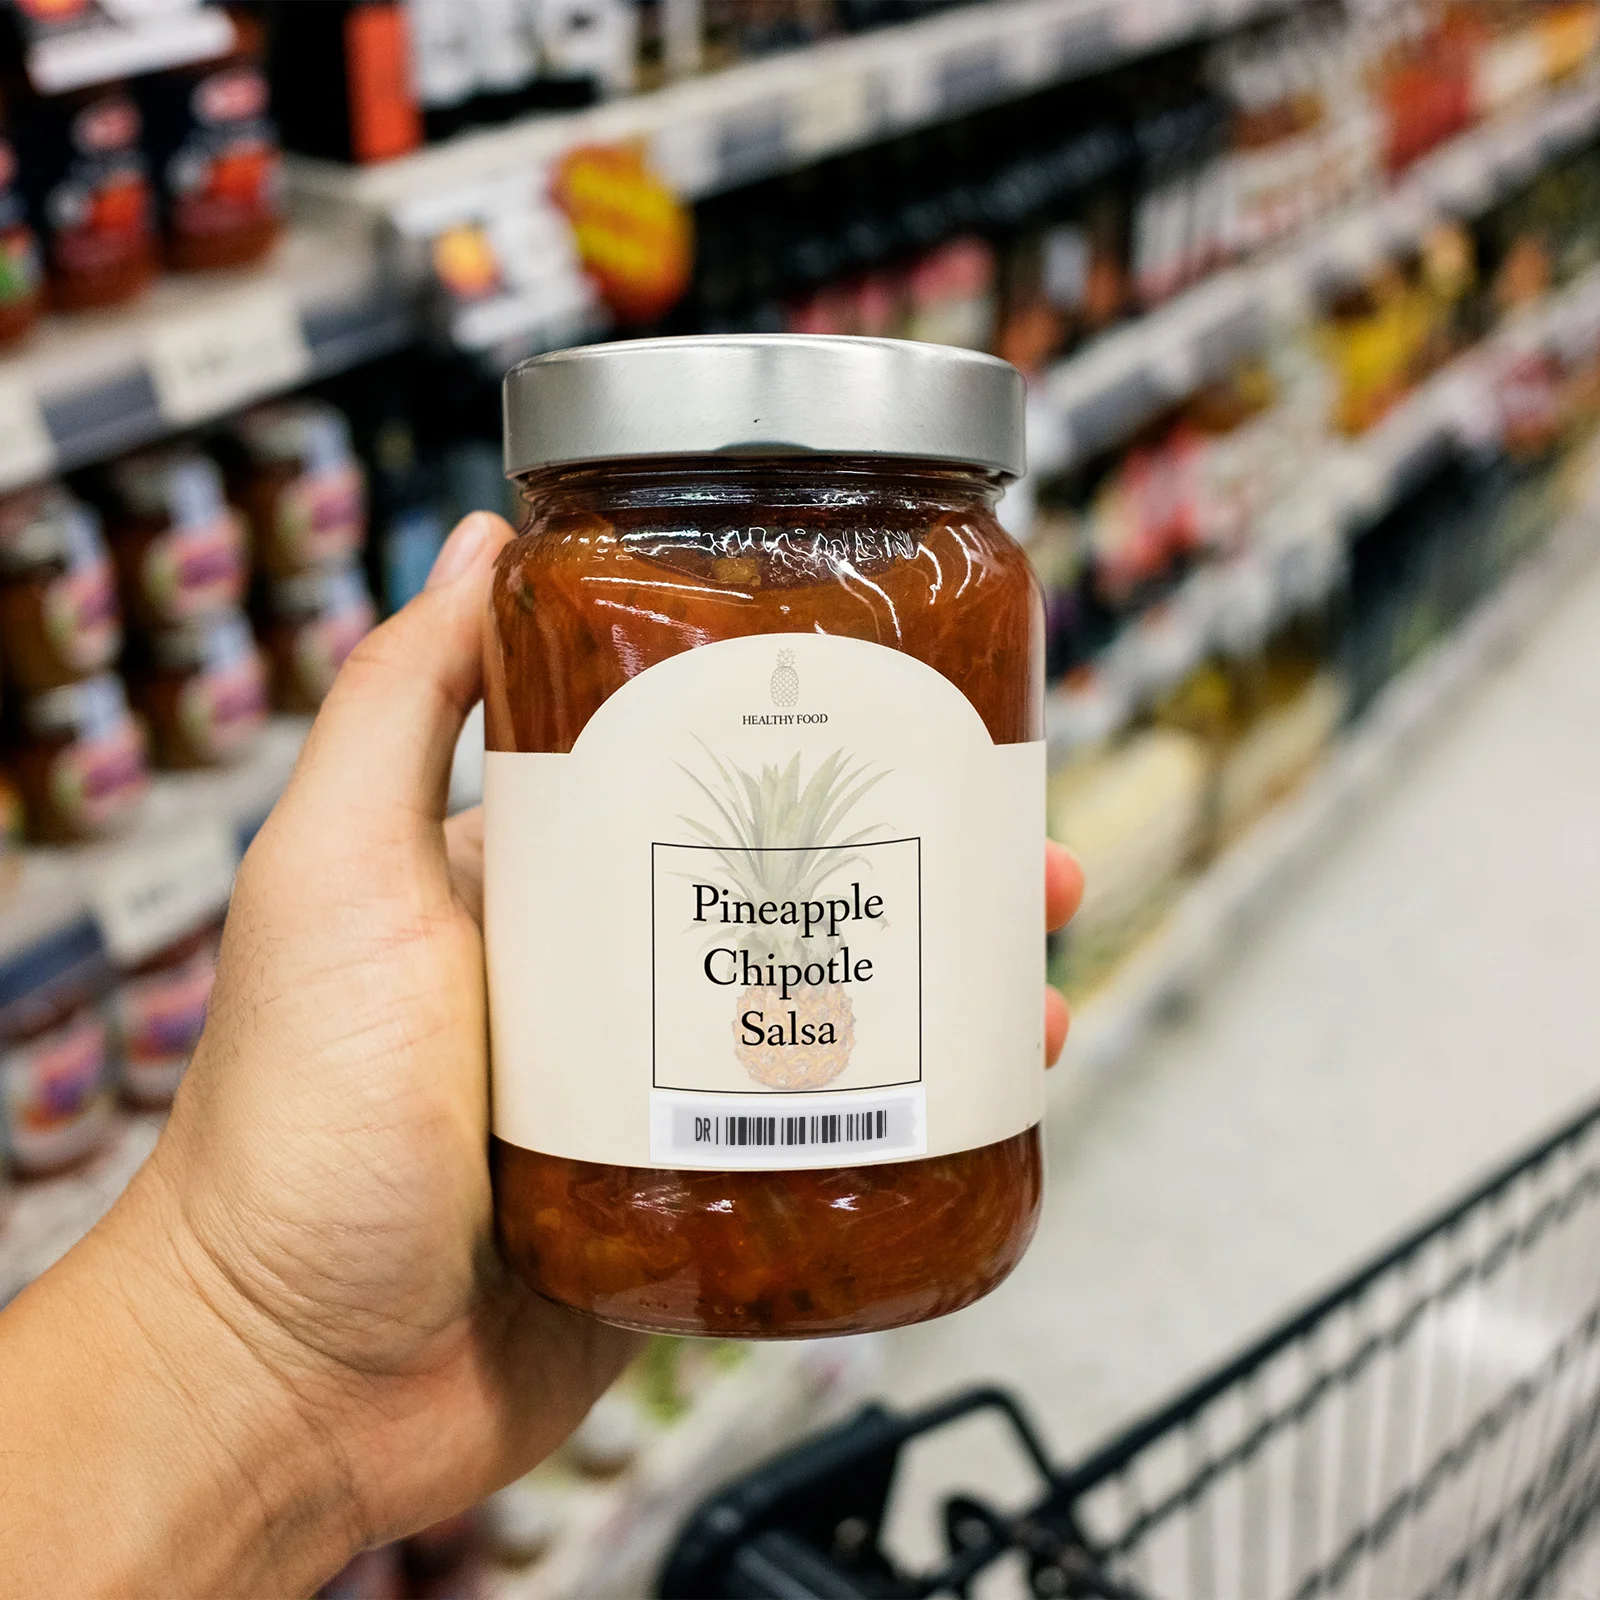 HEALTHY FOOD
Pineapple
Chipotle
Salsa
DR